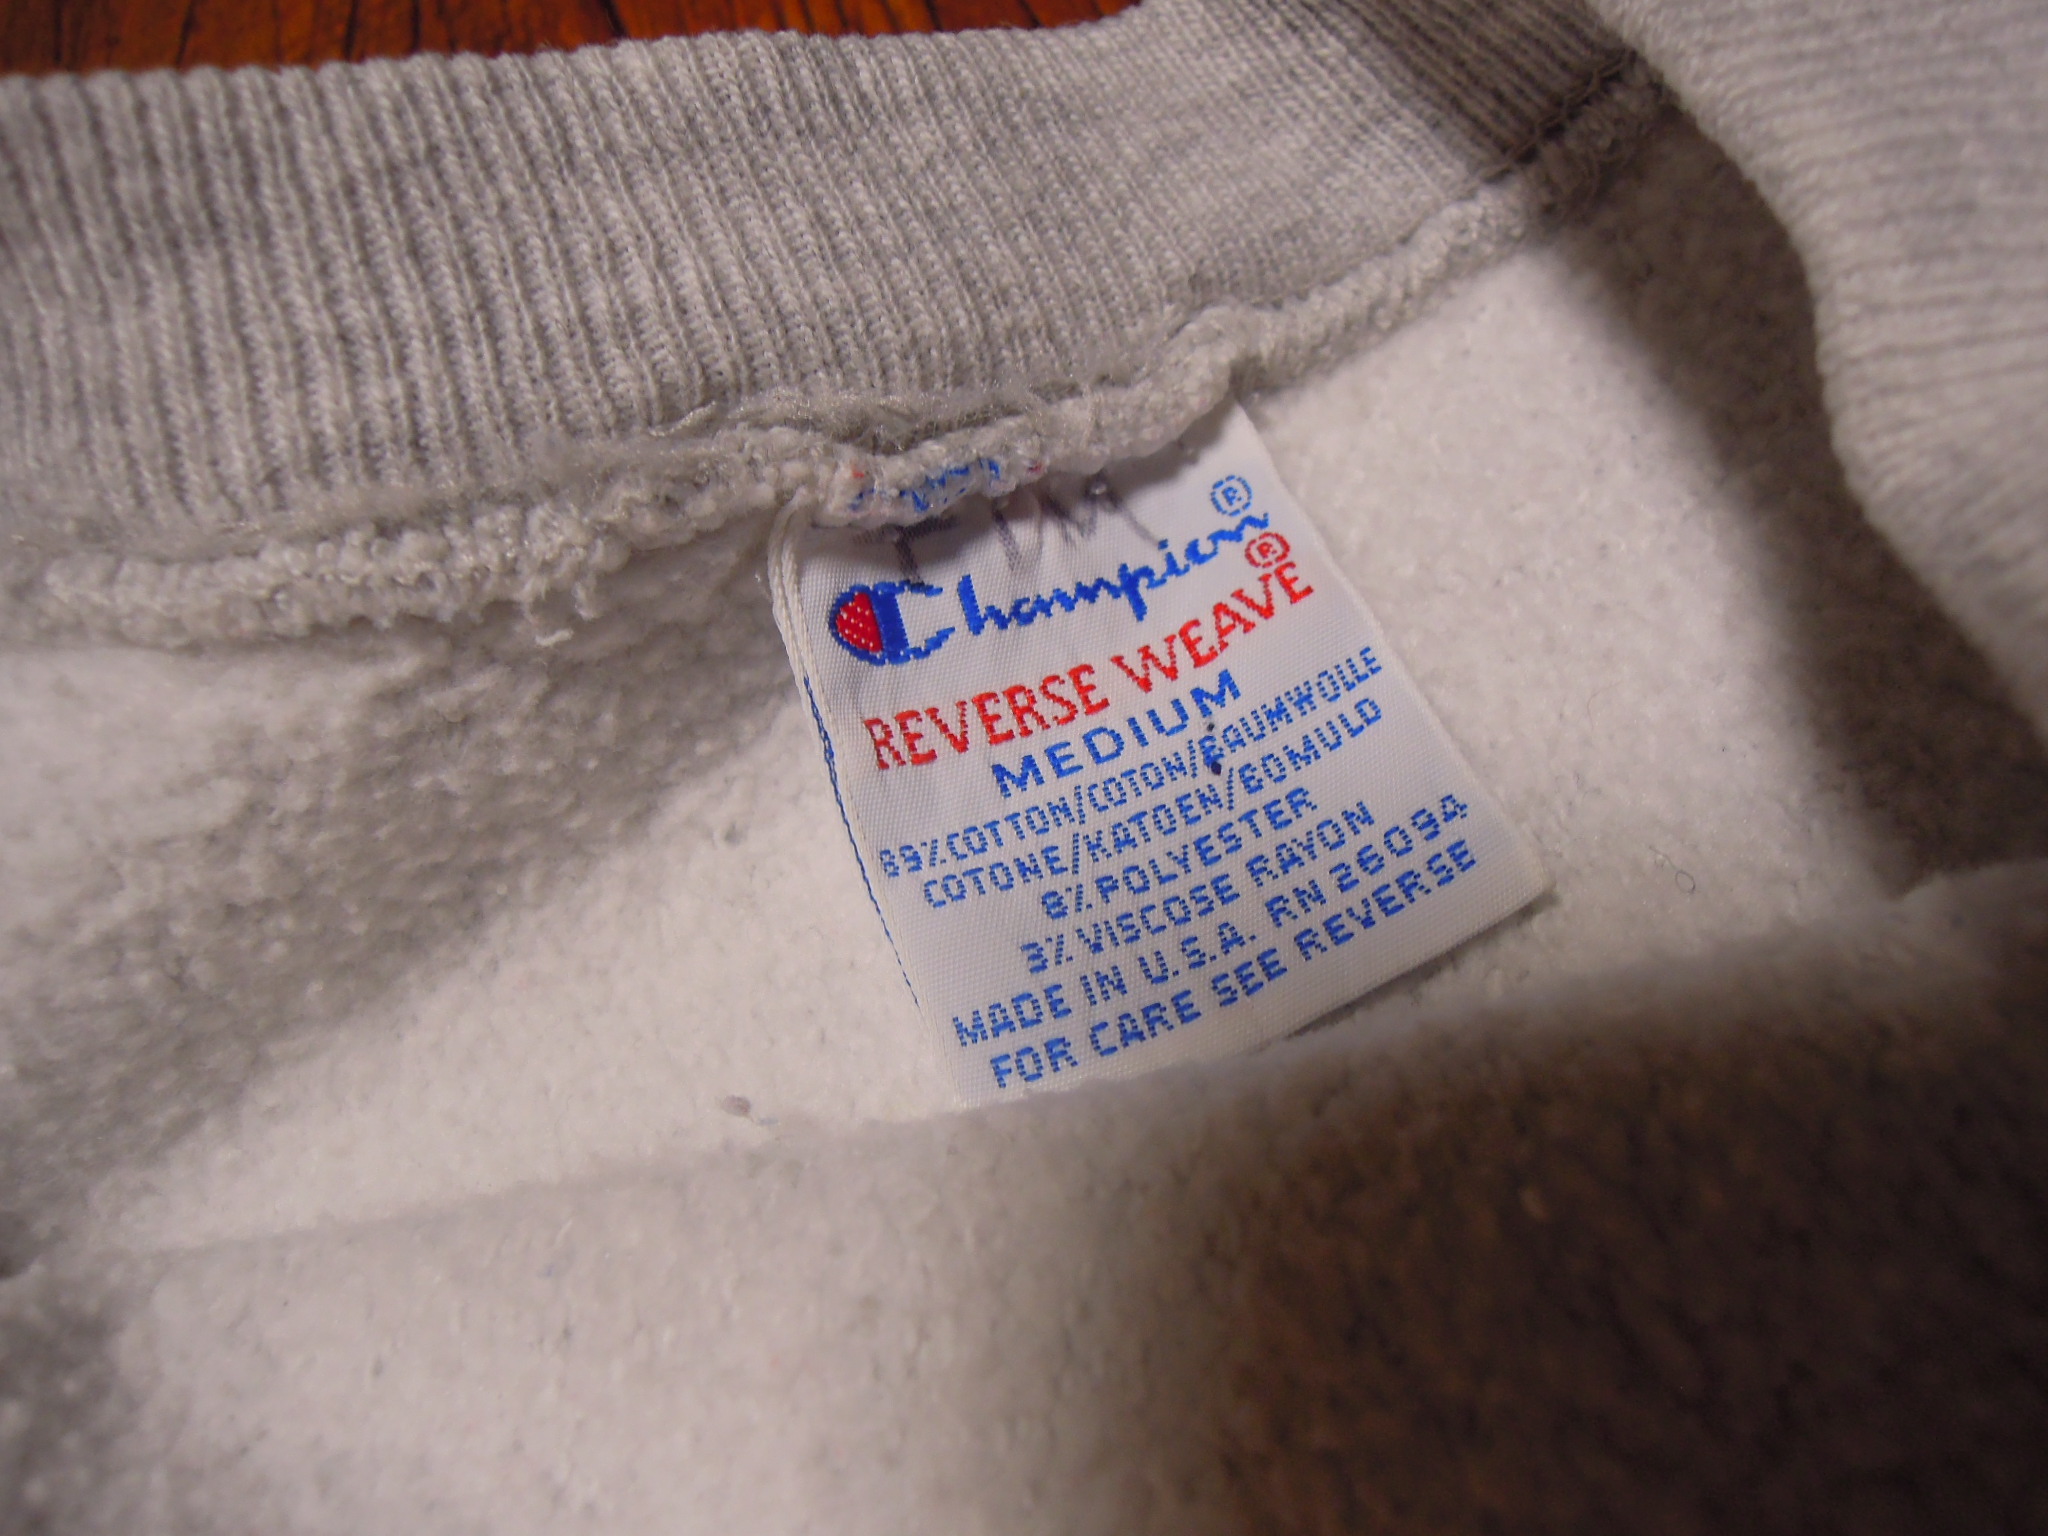 Champion®
REVERSE WEAVE®
MEDIUM
89% COTTON/COTON/BAUMWOLLE
COTONE/KATOEN/BOMULD
8% POLYESTER
3% VISCOSE RAYON
MADE IN U.S.A. RN 26094
FOR CARE SEE REVERSE